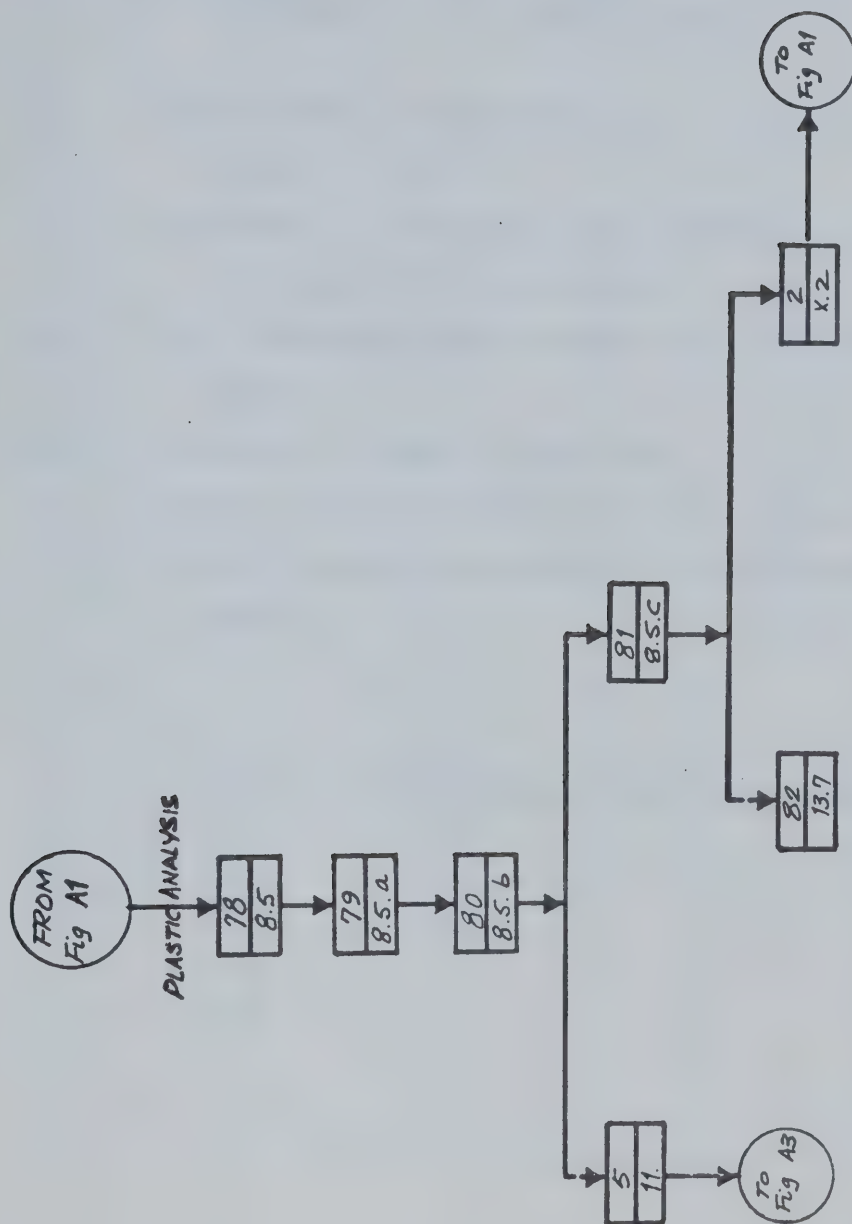 FROM
Fig A1
PLASTIC ANALYSIS
78
8.5
79
8.5.a
80
8.5.b
5
11.
TO
Fig A3
81
8.5.c
82
13.7
2
X.2
TO
Fig A1